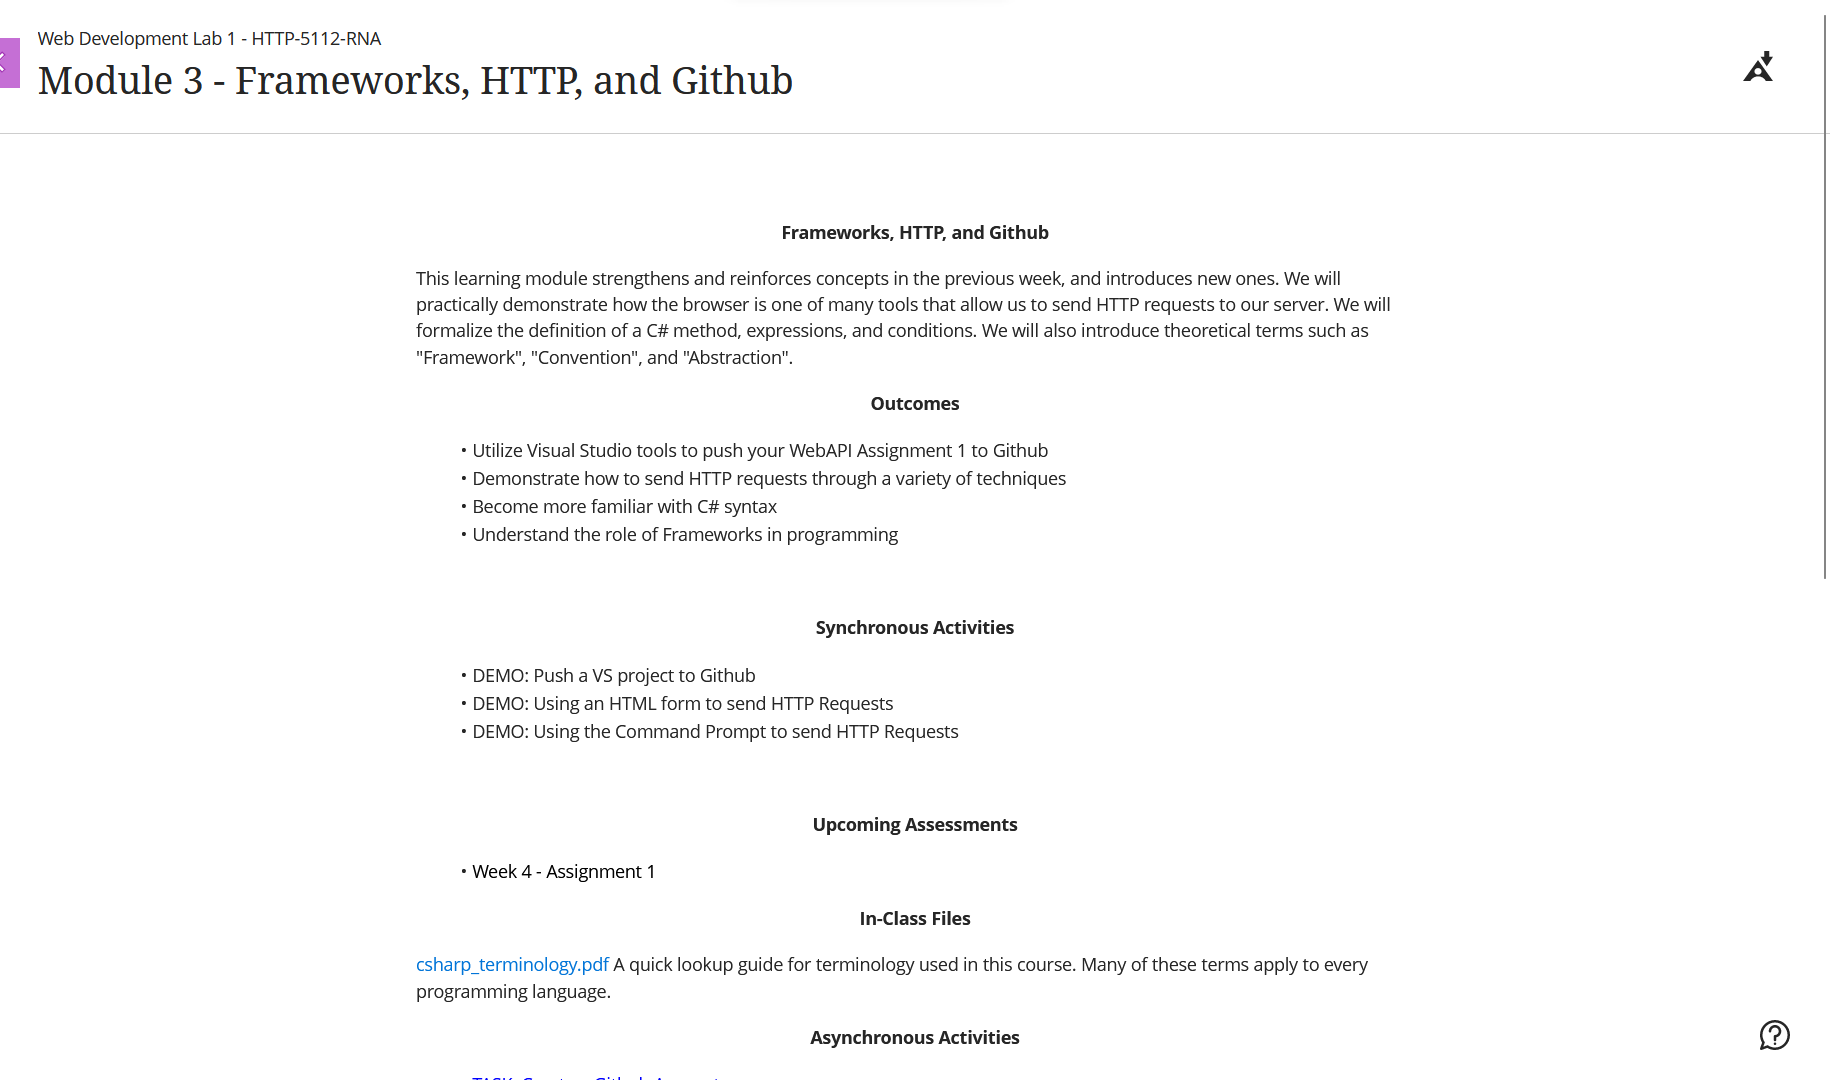 Web Development Lab 1 - HTTP-5112-RNA
Module 3 - Frameworks, HTTP, and Github
Frameworks, HTTP, and Github
This learning module strengthens and reinforces concepts in the previous week, and introduces new ones. We will
practically demonstrate how the browser is one of many tools that allow us to send HTTP requests to our server. We will
formalize the definition of a C# method, expressions, and conditions. We will also introduce theoretical terms such as
"Framework", "Convention", and "Abstraction".
Outcomes
• Utilize Visual Studio tools to push your WebAPI Assignment 1 to Github
• Demonstrate how to send HTTP requests through a variety of techniques
• Become more familiar with C# syntax
• Understand the role of Frameworks in programming
Synchronous Activities
• DEMO: Push a VS project to Github
• DEMO: Using an HTML form to send HTTP Requests
• DEMO: Using the Command Prompt to send HTTP Requests
Upcoming Assessments
• Week 4 - Assignment 1
In-Class Files
csharp_terminology.pdf A quick lookup guide for terminology used in this course. Many of these terms apply to every
programming language.
Asynchronous Activities